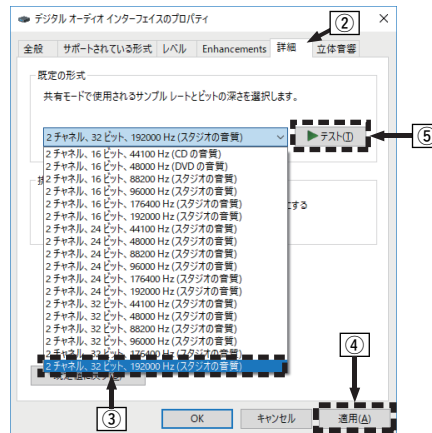 デジタル オーディオ インターフェイスのプロパティ
②
全般 サポートされている形式 レベル Enhancements 詳細 立体音響
既定の形式
共有モードで使用されるサンプル レートとビットの深さを選択します。
2 チャネル、32 ビット、192000 Hz (スタジオの音質)
テスト(T)
⑤
2 チャネル、16 ビット、44100 Hz (CD の音質)
2 チャネル、16 ビット、48000 Hz (DVD の音質)
2 チャネル、16 ビット、88200 Hz (スタジオの音質)
2 チャネル、16 ビット、96000 Hz (スタジオの音質)
2 チャネル、16 ビット、176400 Hz (スタジオの音質)
2 チャネル、16 ビット、192000 Hz (スタジオの音質)
2 チャネル、24 ビット、44100 Hz (スタジオの音質)
2 チャネル、24 ビット、48000 Hz (スタジオの音質)
2 チャネル、24 ビット、88200 Hz (スタジオの音質)
2 チャネル、24 ビット、96000 Hz (スタジオの音質)
2 チャネル、24 ビット、176400 Hz (スタジオの音質)
2 チャネル、24 ビット、192000 Hz (スタジオの音質)
2 チャネル、32 ビット、44100 Hz (スタジオの音質)
2 チャネル、32 ビット、48000 Hz (スタジオの音質)
2 チャネル、32 ビット、88200 Hz (スタジオの音質)
2 チャネル、32 ビット、96000 Hz (スタジオの音質)
2 チャネル、32 ビット、176400 Hz (スタジオの音質)
2 チャネル、32 ビット、192000 Hz (スタジオの音質)
する
④
③
OK キャンセル 適用(A)